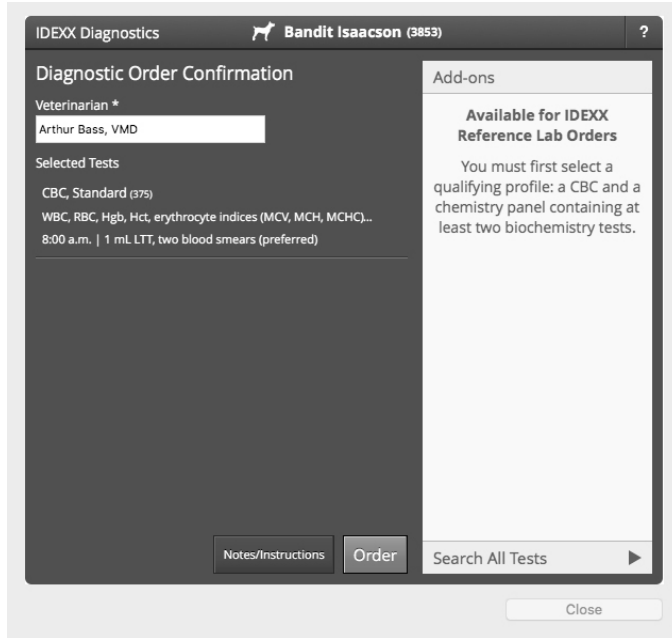 IDEXX Diagnostics
Bandit Isaacson (3853)
?
Diagnostic Order Confirmation
Veterinarian *
Arthur Bass, VMD
Selected Tests
CBC, Standard (375)
WBC, RBC, Hgb, Hct, erythrocyte indices (MCV, MCH, MCHC)...
8:00 a.m. | 1 mL LTT, two blood smears (preferred)
Notes/Instructions
Order
Add-ons
Available for IDEXX
Reference Lab Orders
You must first select a
qualifying profile: a CBC and a
chemistry panel containing at
least two biochemistry tests.
Search All Tests
Close